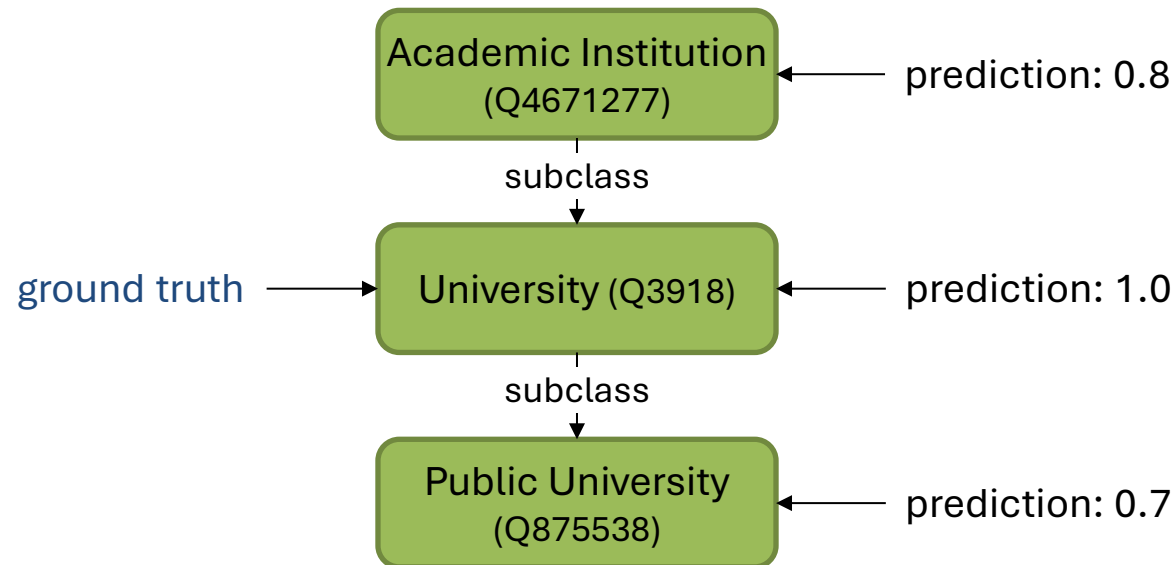 Academic Institution
(Q4671277)
prediction: 0.8
subclass
ground truth
University (Q3918)
prediction: 1.0
subclass
Public University
(Q875538)
prediction: 0.7